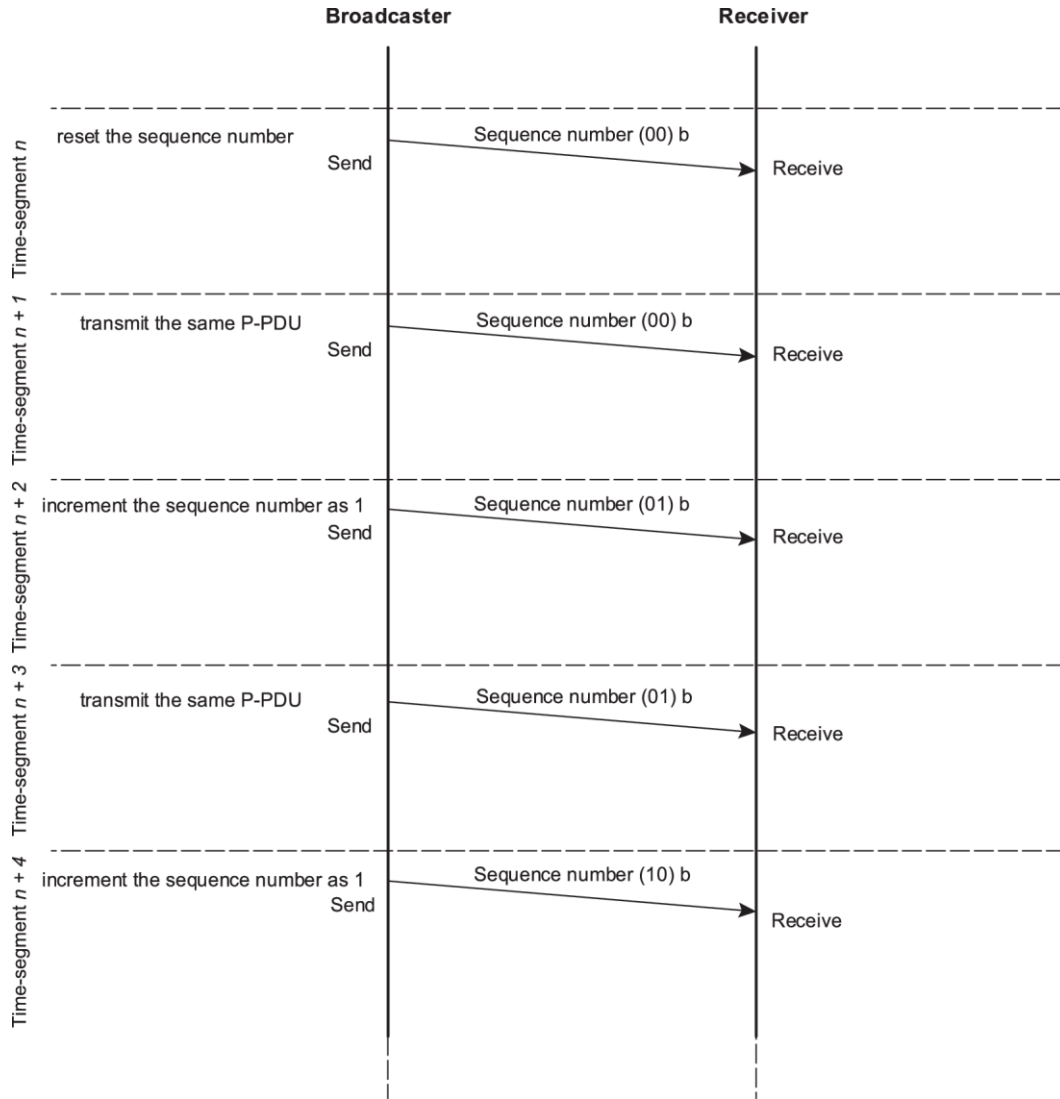 Broadcaster Receiver
Time-segment n
reset the sequence number
Sequence number (00) b
Send
Receive
Time-segment n + 1
transmit the same P-PDU
Sequence number (00) b
Send
Receive
Time-segment n + 2
increment the sequence number as 1
Sequence number (01) b
Send
Receive
Time-segment n + 3
transmit the same P-PDU
Sequence number (01) b
Send
Receive
Time-segment n + 4
increment the sequence number as 1
Sequence number (10) b
Send
Receive